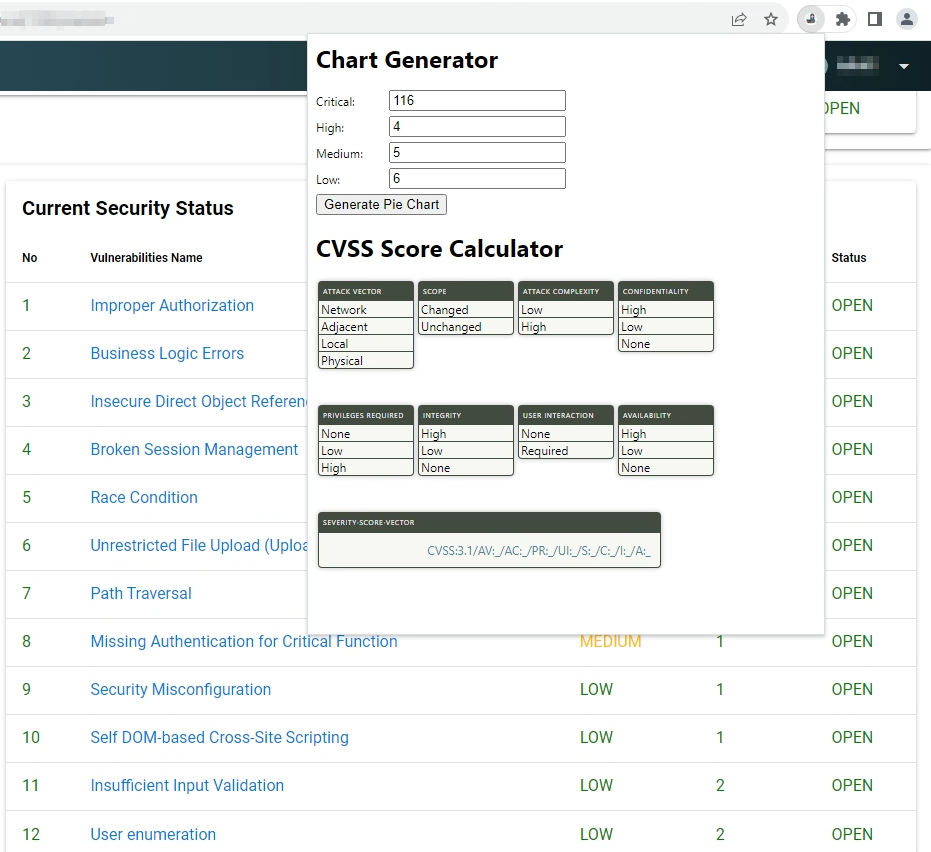 Chart Generator
Critical: 116
High: 4
Medium: 5
Low: 6
Generate Pie Chart
CVSS Score Calculator
ATTACK VECTOR
Network
Adjacent
Local
Physical
SCOPE
Changed
Unchanged
ATTACK COMPLEXITY
Low
High
CONFIDENTIALITY
High
Low
None
PRIVILEGES REQUIRED
None
Low
High
INTEGRITY
High
Low
None
USER INTERACTION
None
Required
AVAILABILITY
High
Low
None
SEVERITY·SCORE·VECTOR
CVSS:3.1/AV:_/AC:_/PR:_/UI:_/S:_/C:_/I:_/A:_
OPEN
Current Security Status
No Vulnerabilities Name Status
1 Improper Authorization OPEN
2 Business Logic Errors OPEN
3 Insecure Direct Object Referen OPEN
4 Broken Session Management OPEN
5 Race Condition OPEN
6 Unrestricted File Upload (Uploa OPEN
7 Path Traversal OPEN
8 Missing Authentication for Critical Function MEDIUM 1 OPEN
9 Security Misconfiguration LOW 1 OPEN
10 Self DOM-based Cross-Site Scripting LOW 1 OPEN
11 Insufficient Input Validation LOW 2 OPEN
12 User enumeration LOW 2 OPEN